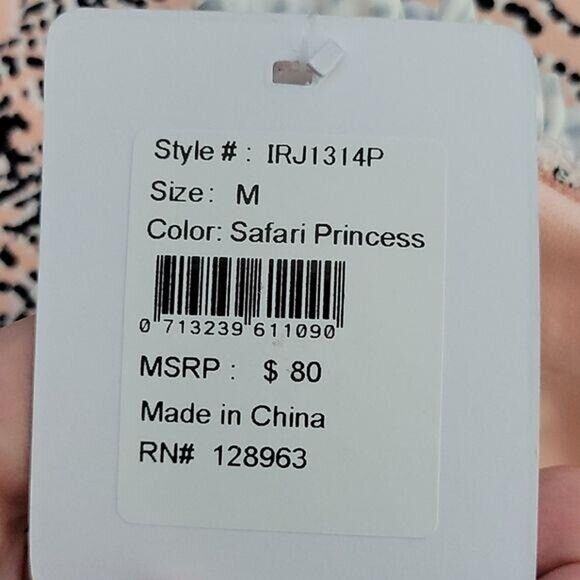 Style # : IRJ1314P
Size : M
Color: Safari Princess
0 713239 611090
MSRP : $ 80
Made in China
RN# 128963